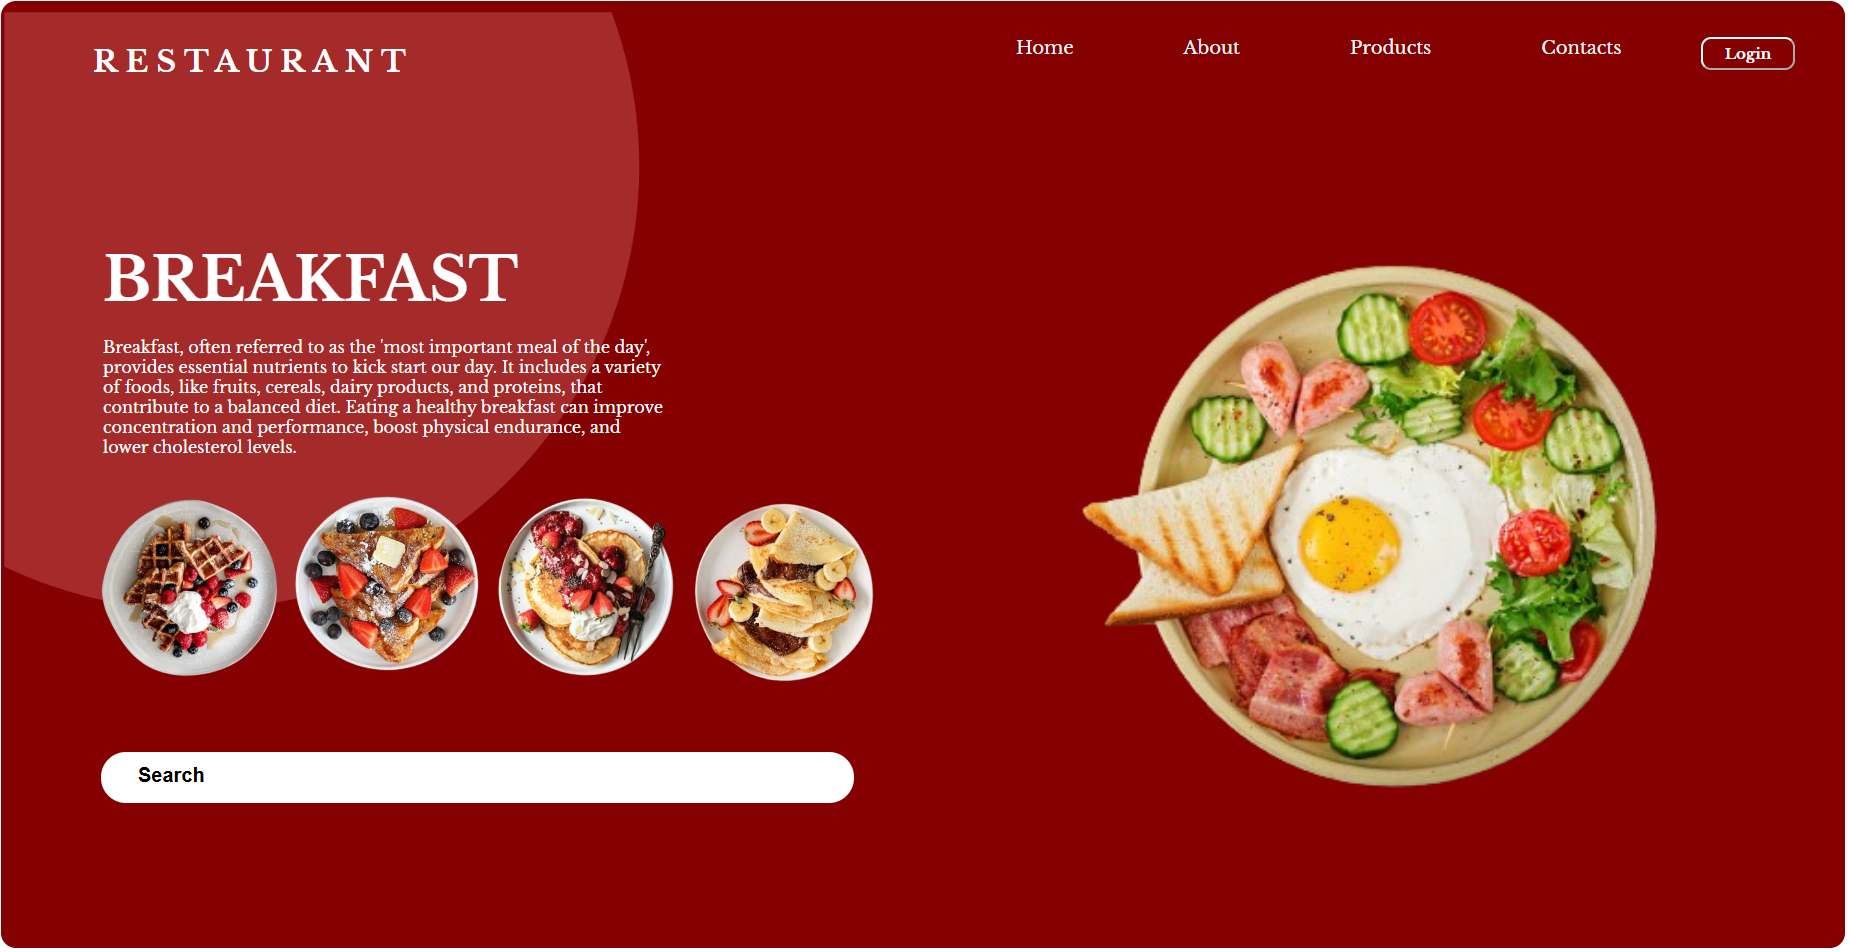 RESTAURANT
Home
About
Products
Contacts
Login
BREAKFAST
Breakfast, often referred to as the 'most important meal of the day',
provides essential nutrients to kick start our day. It includes a variety
of foods, like fruits, cereals, dairy products, and proteins, that
contribute to a balanced diet. Eating a healthy breakfast can improve
concentration and performance, boost physical endurance, and
lower cholesterol levels.
Search